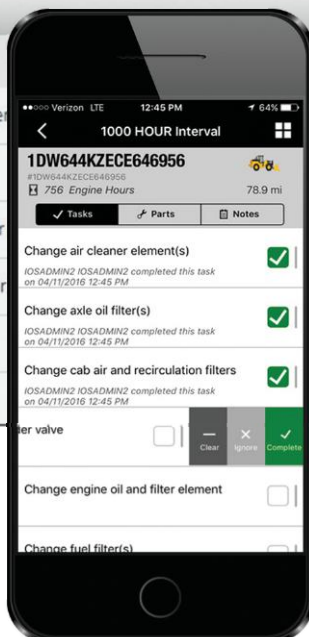 Verizon LTE 12:45 PM 64%
1000 HOUR Interval
1DW644KZECE646956
#1DW644KZECE646956
756 Engine Hours 78.9 mi
Tasks Parts Notes
Change air cleaner element(s)
IOSADMIN2 IOSADMIN2 completed this task
on 04/11/2016 12:45 PM
Change axle oil filter(s)
IOSADMIN2 IOSADMIN2 completed this task
on 04/11/2016 12:45 PM
Change cab air and recirculation filters
IOSADMIN2 IOSADMIN2 completed this task
on 04/11/2016 12:45 PM
der valve
Clear Ignore Complete
Change engine oil and filter element
Change fuel filter(s)